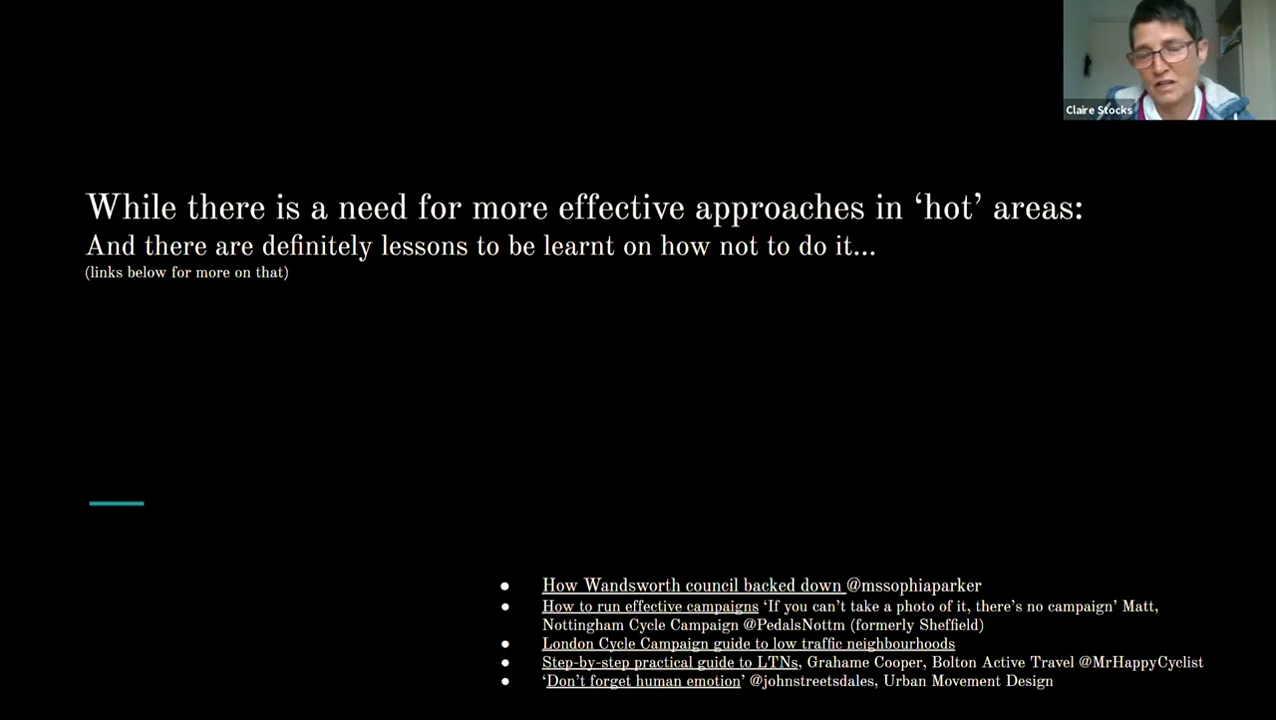 Claire Stocks
While there is a need for more effective approaches in ‘hot’ areas:
And there are definitely lessons to be learnt on how not to do it...
(links below for more on that)
● How Wandsworth council backed down @mssophiaparker
● How to run effective campaigns ‘If you can’t take a photo of it, there’s no campaign’ Matt,
Nottingham Cycle Campaign @PedalsNottm (formerly Sheffield)
● London Cycle Campaign guide to low traffic neighbourhoods
● Step-by-step practical guide to LTNs, Grahame Cooper, Bolton Active Travel @MrHappyCyclist
● ‘Don’t forget human emotion’ @johnstreetsdales, Urban Movement Design